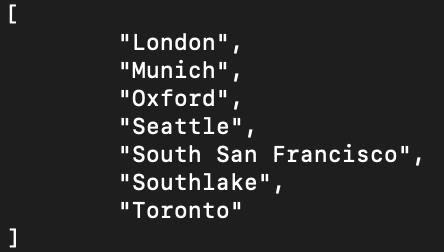 [
"London",
"Munich",
"Oxford",
"Seattle",
"South San Francisco",
"Southlake",
"Toronto"
]